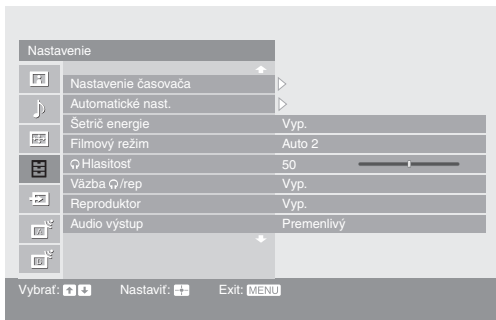 Nastavenie
Nastavenie časovača
Automatické nast.
Šetrič energie Vyp.
Filmový režim Auto 2
Hlasitosť 50
Väzba /rep Vyp.
Reproduktor Vyp.
Audio výstup Premenlivý
Vybrať: Nastaviť: Exit: MENU